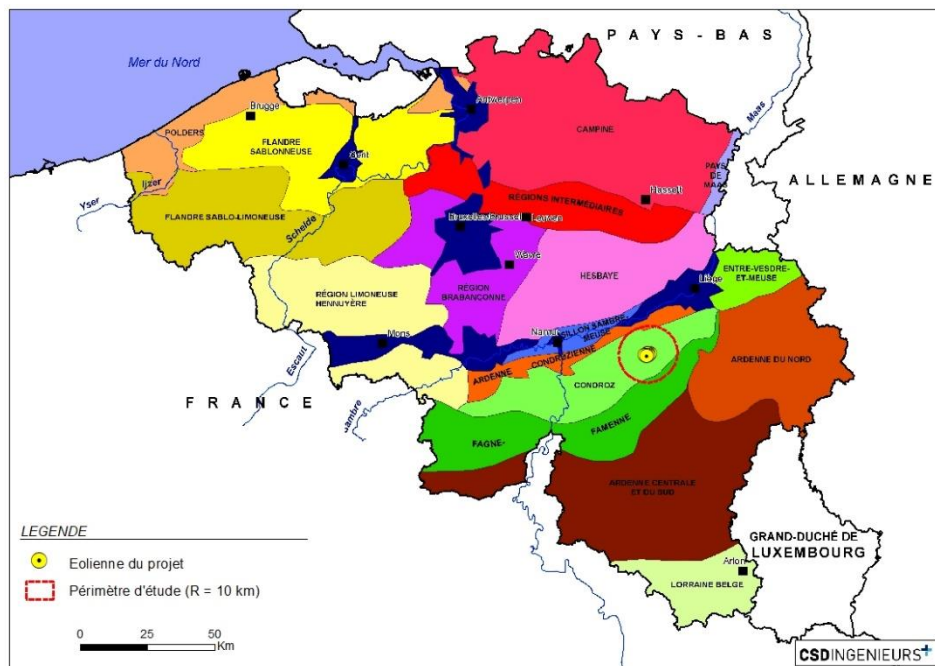 PAYS-BAS
Mer du Nord
Brugge
Antwerpen
Maas
POLDERS
FLANDRE
SABLONNEUSE
CAMPINE
Gent
PAYS
DE
MAAS
ALLEMAGNE
Ijzer
Yser
Hasselt
RÉGIONS INTERMÉDIAIRES
FLANDRE SABLO-LIMONEUSE
Schelde
Bruxelles/Brussel
Leuven
Wavre
HESBAYE
ENTRE-VESDRE-
ET-MEUSE
Liège
RÉGION LIMONEUSE
HENNUYÈRE
RÉGION
BRABANÇONNE
SILLON SAMBRE-
MEUSE
Mons
Namur
Escaut
ARDENNE
CONDRUZIENNE
CONDROZ
ARDENNE DU NORD
FRANCE
Sambre
FAGNE-
FAMENNE
ARDENNE CENTRALE
ET DU SUD
LEGENDE
Eolienne du projet
Périmètre d'étude (R = 10 km)
GRAND-DUCHÉ DE
LUXEMBOURG
Arlon
LORRAINE BELGE
0 25 50
Km
CSDINGENIEURS+